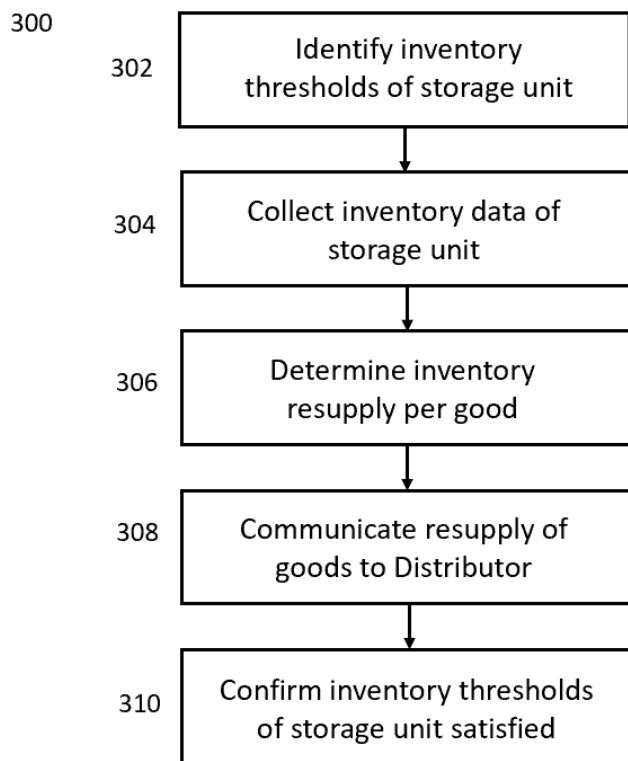 300
302
Identify inventory
thresholds of storage unit
304
Collect inventory data of
storage unit
306
Determine inventory
resupply per good
308
Communicate resupply of
goods to Distributor
310
Confirm inventory thresholds
of storage unit satisfied